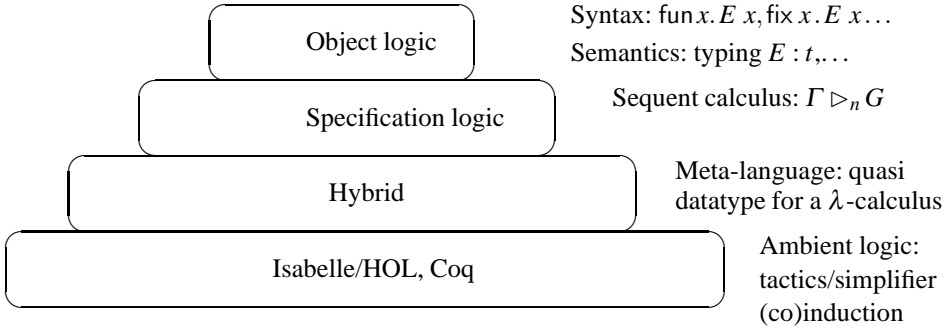 Object logic
Syntax: fun x. E x, fix x. E x …
Semantics: typing E : t, …
Specification logic
Sequent calculus: Γ ▷ₙ G
Hybrid
Meta-language: quasi
datatype for a λ-calculus
Isabelle/HOL, Coq
Ambient logic:
tactics/simplifier
(co)induction